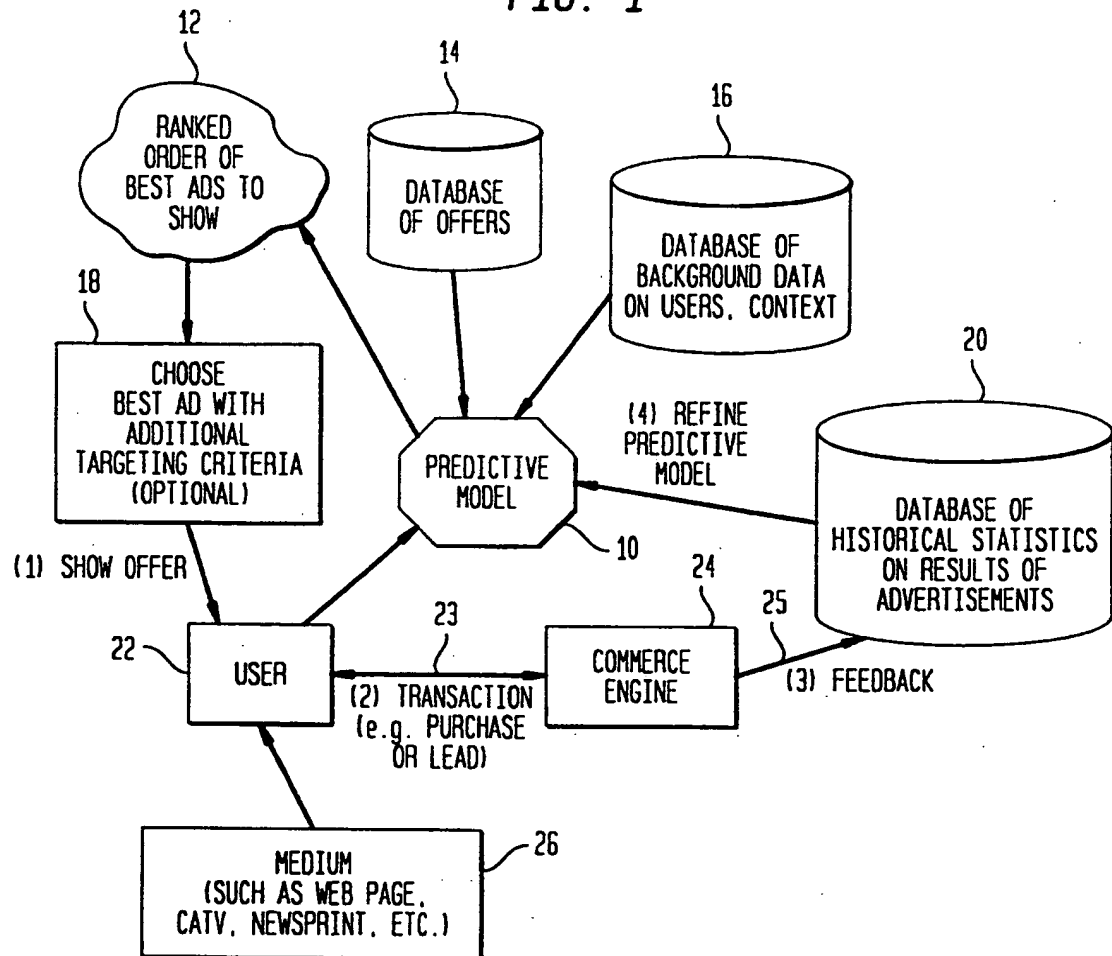 FIG. 1
12
RANKED
ORDER OF
BEST ADS TO
SHOW
14
DATABASE
OF OFFERS
16
DATABASE OF
BACKGROUND DATA
ON USERS, CONTEXT
18
CHOOSE
BEST AD WITH
ADDITIONAL
TARGETING CRITERIA
(OPTIONAL)
PREDICTIVE
MODEL
10
(4) REFINE
PREDICTIVE
MODEL
20
DATABASE OF
HISTORICAL STATISTICS
ON RESULTS OF
ADVERTISEMENTS
(1) SHOW OFFER
22
USER
23
(2) TRANSACTION
(e.g. PURCHASE
OR LEAD)
24
COMMERCE
ENGINE
25
(3) FEEDBACK
MEDIUM
(SUCH AS WEB PAGE,
CATV, NEWSPRINT, ETC.)
26